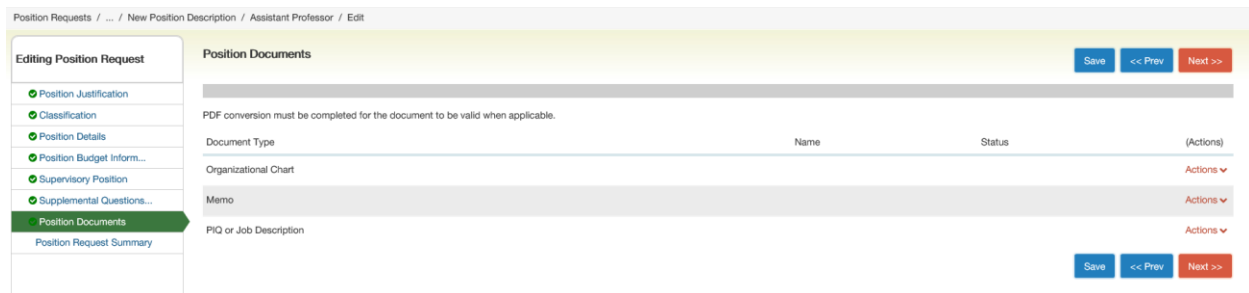 Position Requests / ... / New Position Description / Assistant Professor / Edit
Editing Position Request
Position Justification
Classification
Position Details
Position Budget Inform...
Supervisory Position
Supplemental Questions...
Position Documents
Position Request Summary
Position Documents
Save << Prev Next >>
PDF conversion must be completed for the document to be valid when applicable.
Document Type Name Status (Actions)
Organizational Chart Actions
Memo Actions
PIQ or Job Description Actions
Save << Prev Next >>